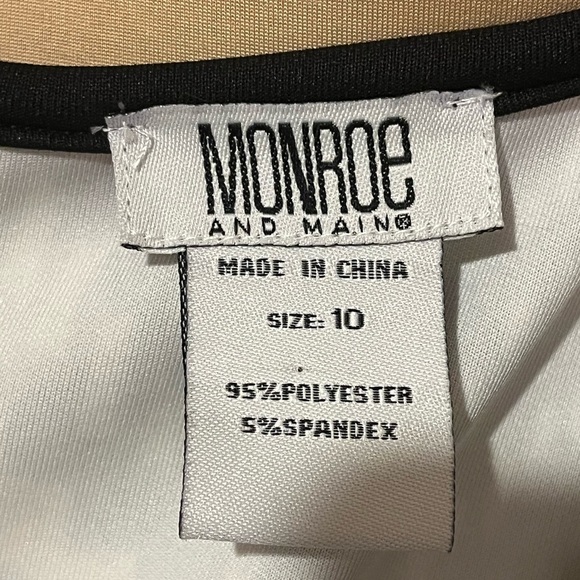 MONROe
AND MAIN®
MADE IN CHINA
SIZE: 10
95%POLYESTER
5%SPANDEX